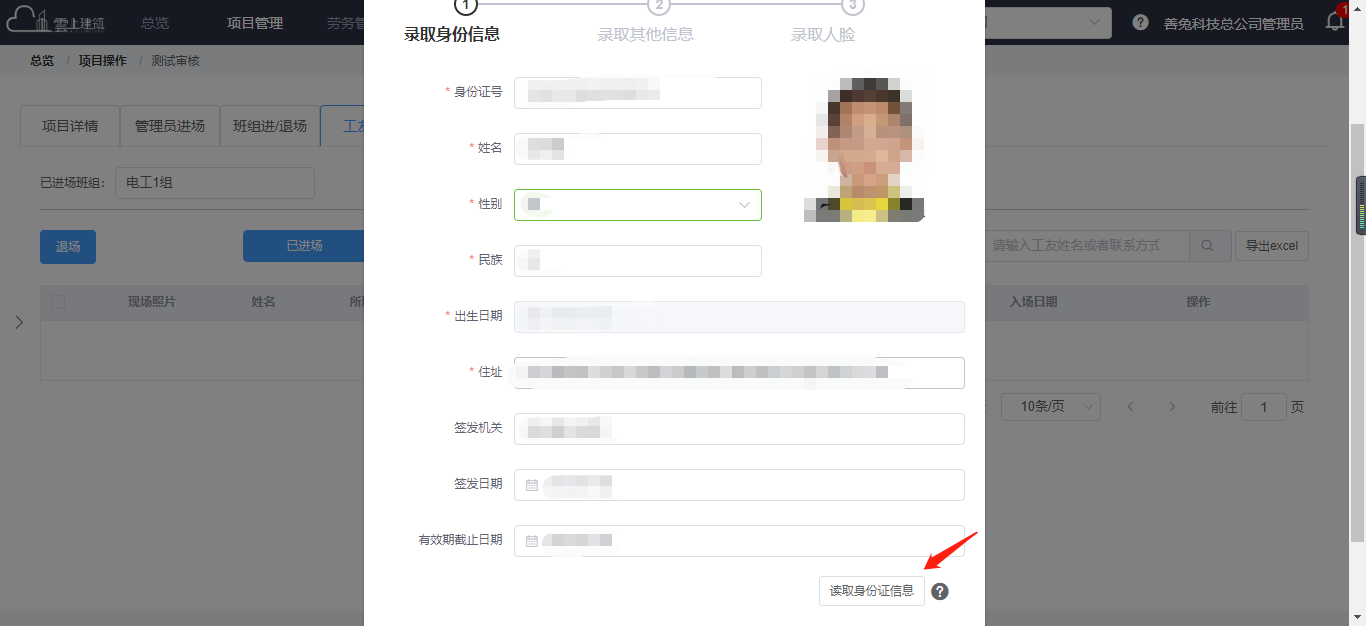 1 2 3
雲上建筑 总览 项目管理 劳务管 善兔科技总公司管理员 1
录取身份信息 录取其他信息 录取人脸
总览 / 项目操作 / 测试审核
* 身份证号
项目详情 管理员进场 班组进/退场 工友
* 姓名
已进场班组: 电工1组
* 性别
退场 已进场 请输入工友姓名或者联系方式 导出excel
* 民族
现场照片 姓名 所 入场日期 操作
* 出生日期
* 住址
10条/页 前往 1 页
签发机关
签发日期
有效期截止日期
读取身份证信息 ?